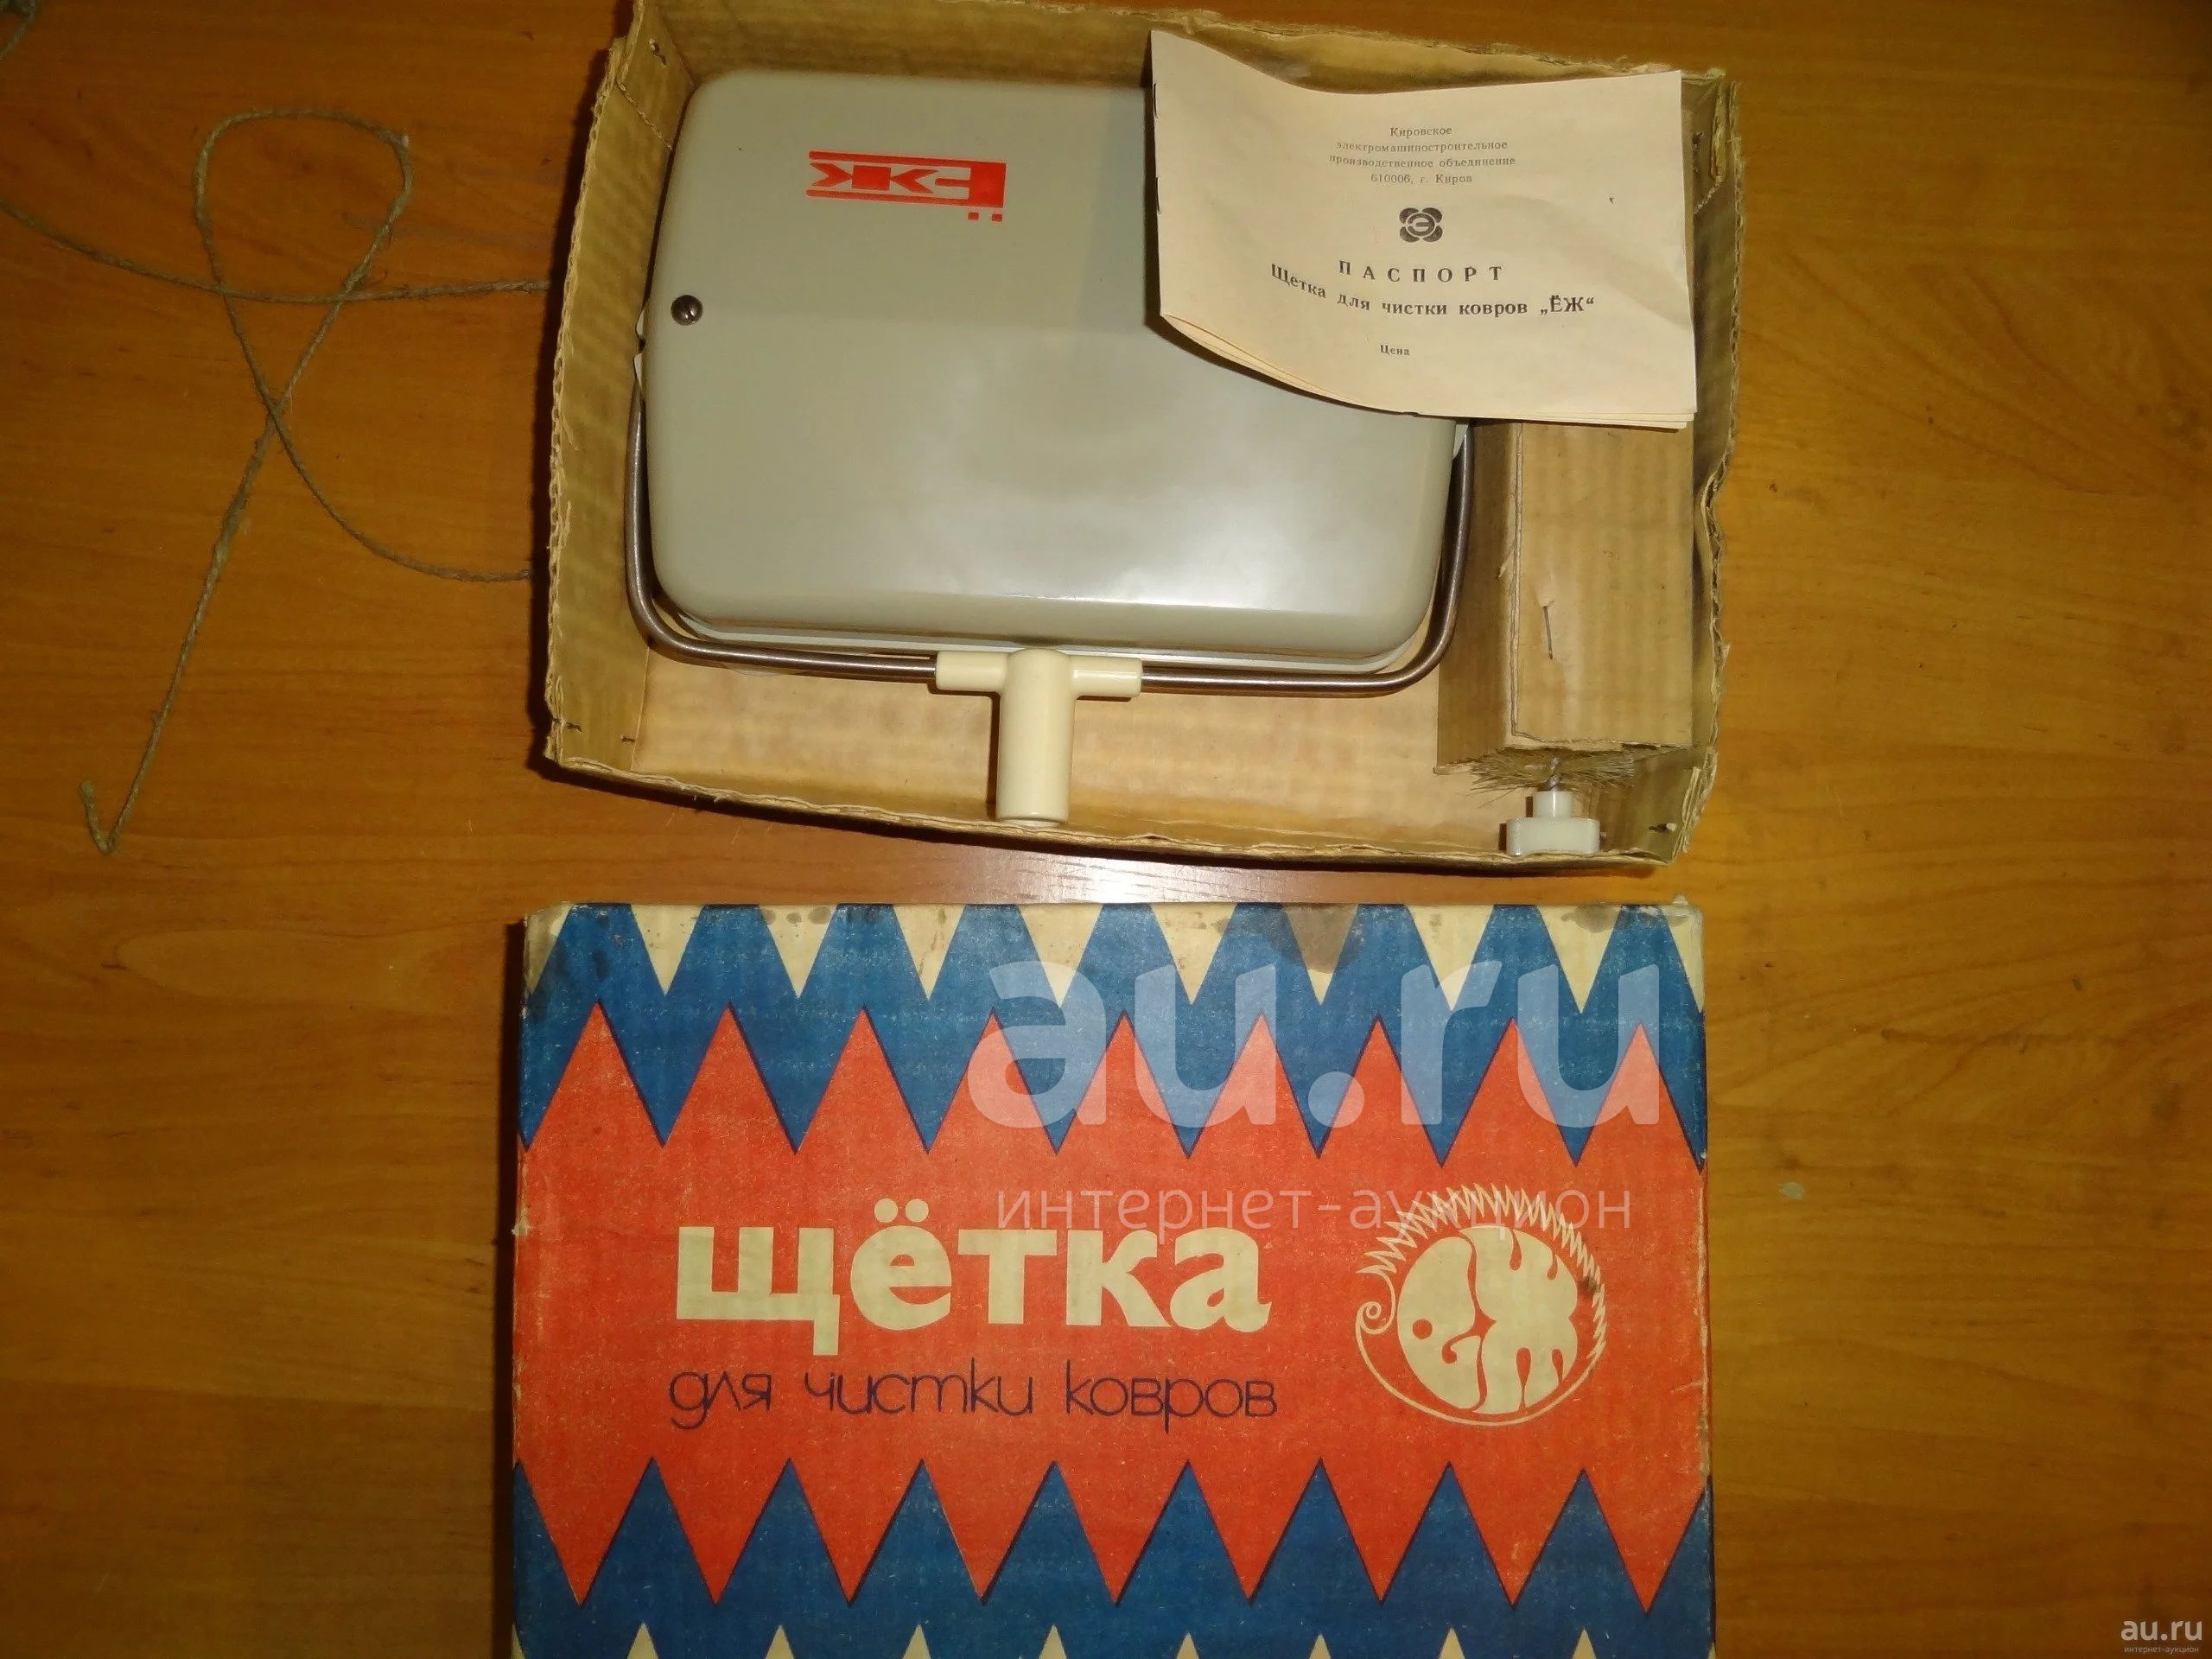 ЁЖ
Кировское
электромашиностроительное
производственное объединение
610006, г. Киров
Э
ПАСПОРТ
Щетка для чистки ковров „ЁЖ“
Цена
au.ru
интернет-аукцион
щётка
для чистки ковров
ёж
au.ru
интернет-аукцион